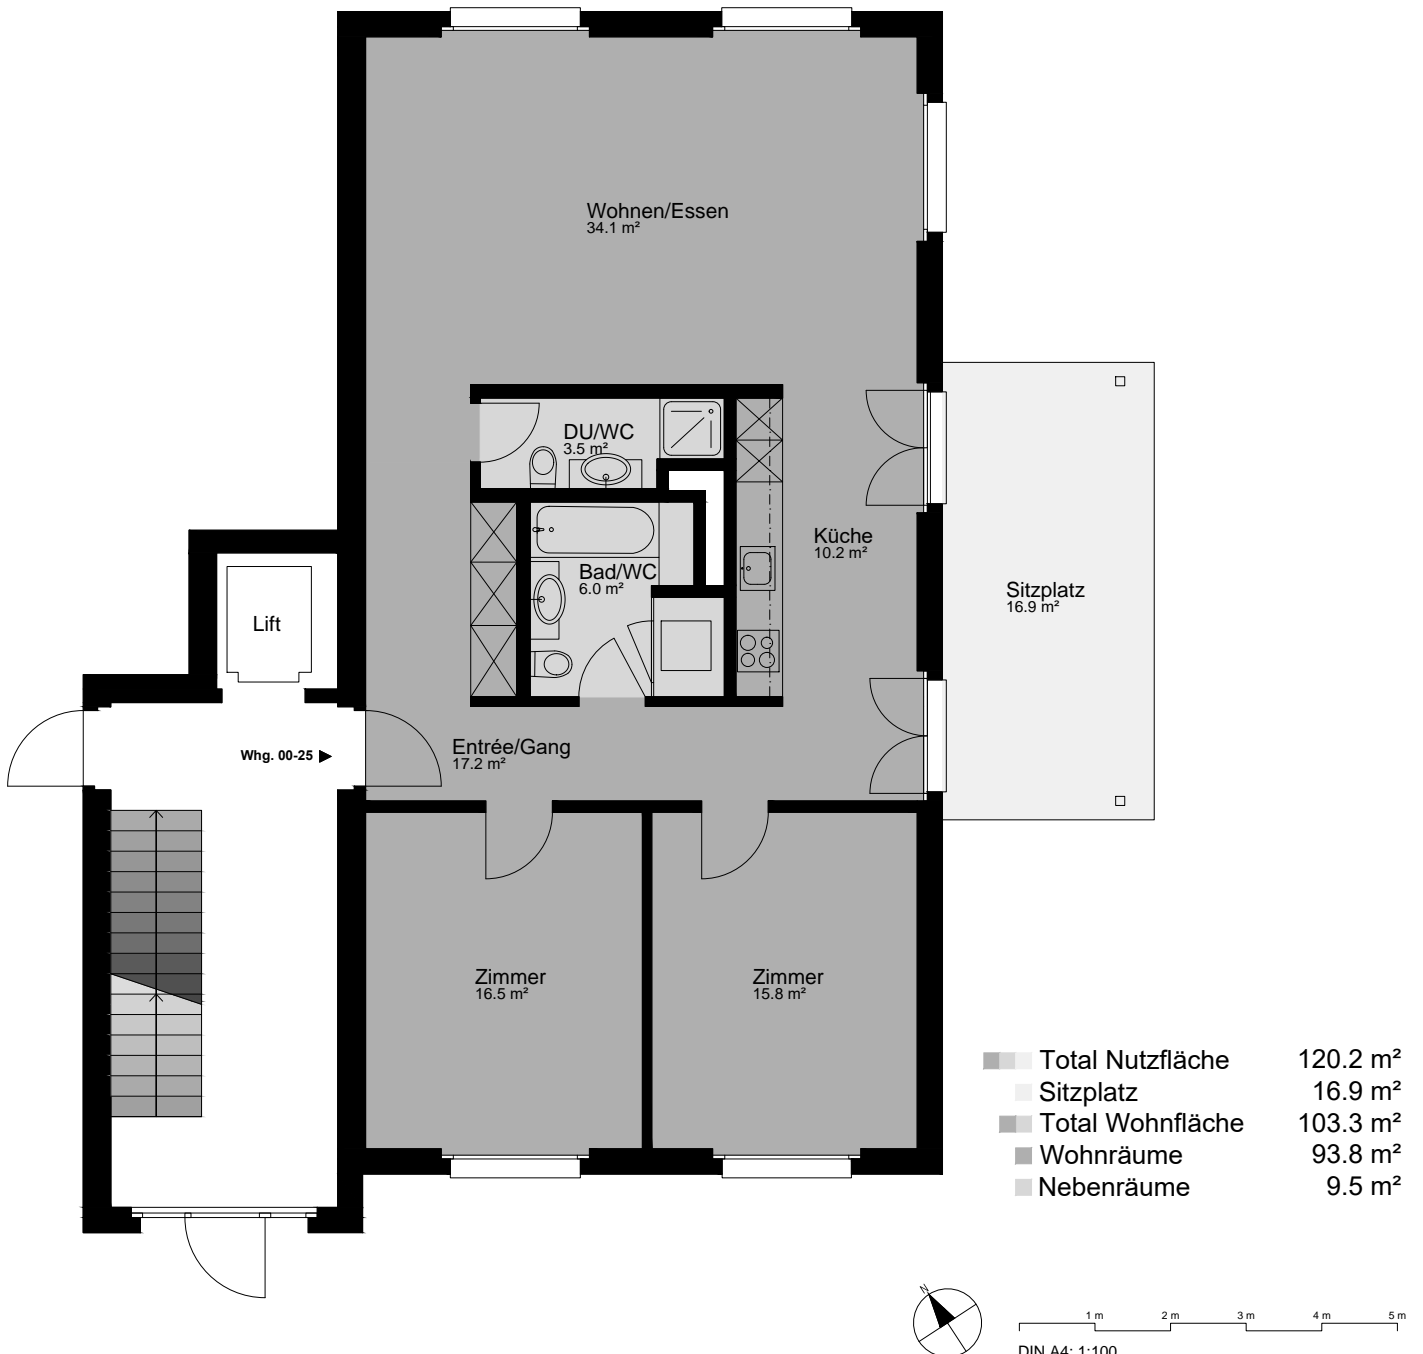 Wohnen/Essen
34.1 m²
DU/WC
3.5 m²
Küche
10.2 m²
Bad/WC
6.0 m²
Sitzplatz
16.9 m²
Lift
Whg. 00-25
Entrée/Gang
17.2 m²
Zimmer
16.5 m²
Zimmer
15.8 m²
Total Nutzfläche 120.2 m²
Sitzplatz 16.9 m²
Total Wohnfläche 103.3 m²
Wohnräume 93.8 m²
Nebenräume 9.5 m²
N
1 m 2 m 3 m 4 m 5 m
DIN A4: 1:100